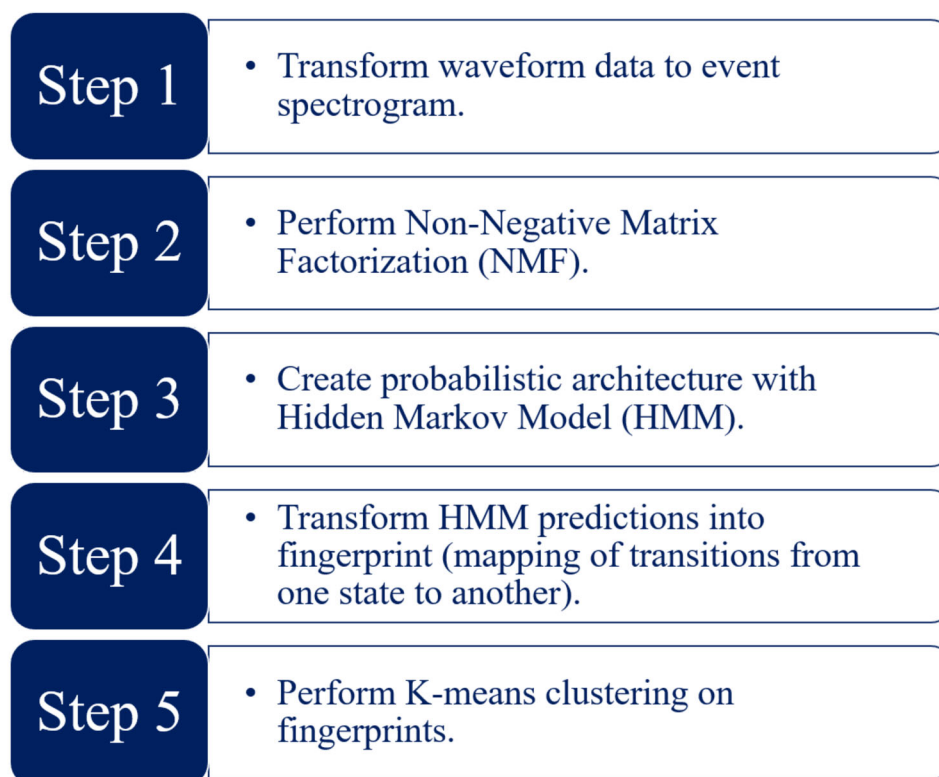 Step 1
• Transform waveform data to event
spectrogram.
Step 2
• Perform Non-Negative Matrix
Factorization (NMF).
Step 3
• Create probabilistic architecture with
Hidden Markov Model (HMM).
Step 4
• Transform HMM predictions into
fingerprint (mapping of transitions from
one state to another).
Step 5
• Perform K-means clustering on
fingerprints.